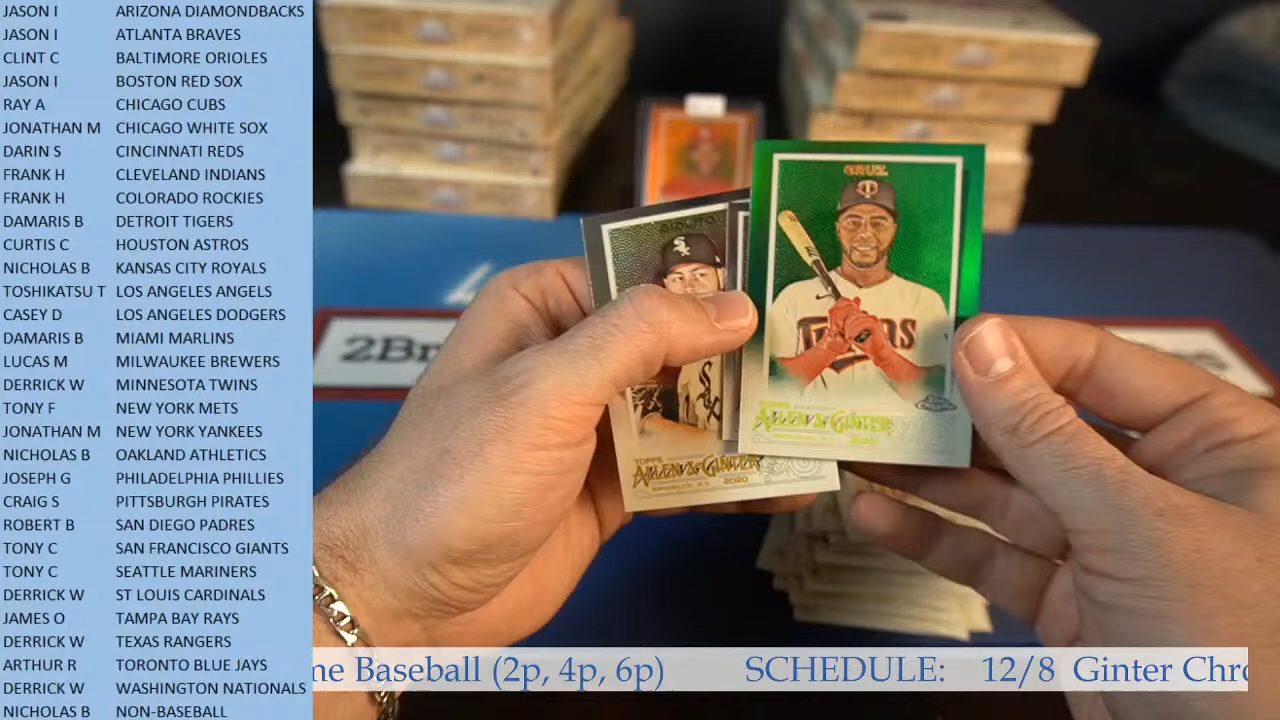 JASON I ARIZONA DIAMONDBACKS
JASON I ATLANTA BRAVES
CLINT C BALTIMORE ORIOLES
JASON I BOSTON RED SOX
RAY A CHICAGO CUBS
JONATHAN M CHICAGO WHITE SOX
DARIN S CINCINNATI REDS
FRANK H CLEVELAND INDIANS
FRANK H COLORADO ROCKIES
DAMARIS B DETROIT TIGERS
CURTIS C HOUSTON ASTROS
NICHOLAS B KANSAS CITY ROYALS
TOSHIKATSU T LOS ANGELES ANGELS
CASEY D LOS ANGELES DODGERS
DAMARIS B MIAMI MARLINS
LUCAS M MILWAUKEE BREWERS
DERRICK W MINNESOTA TWINS
TONY F NEW YORK METS
JONATHAN M NEW YORK YANKEES
NICHOLAS B OAKLAND ATHLETICS
JOSEPH G PHILADELPHIA PHILLIES
CRAIG S PITTSBURGH PIRATES
ROBERT B SAN DIEGO PADRES
TONY C SAN FRANCISCO GIANTS
TONY C SEATTLE MARINERS
DERRICK W ST LOUIS CARDINALS
JAMES O TAMPA BAY RAYS
DERRICK W TEXAS RANGERS
ARTHUR R TORONTO BLUE JAYS
DERRICK W WASHINGTON NATIONALS
NICHOLAS B NON-BASEBALL
CRUZ
TOPPS
ALLEN & GINTER
2Br
TOPPS
ALLEN & GINTER
BROOKLYN, N.Y. 2020
me Baseball (2p, 4p, 6p) SCHEDULE: 12/8 Ginter Chro